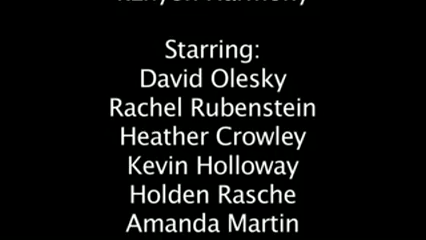 Starring:
David Olesky
Rachel Rubenstein
Heather Crowley
Kevin Holloway
Holden Rasche
Amanda Martin